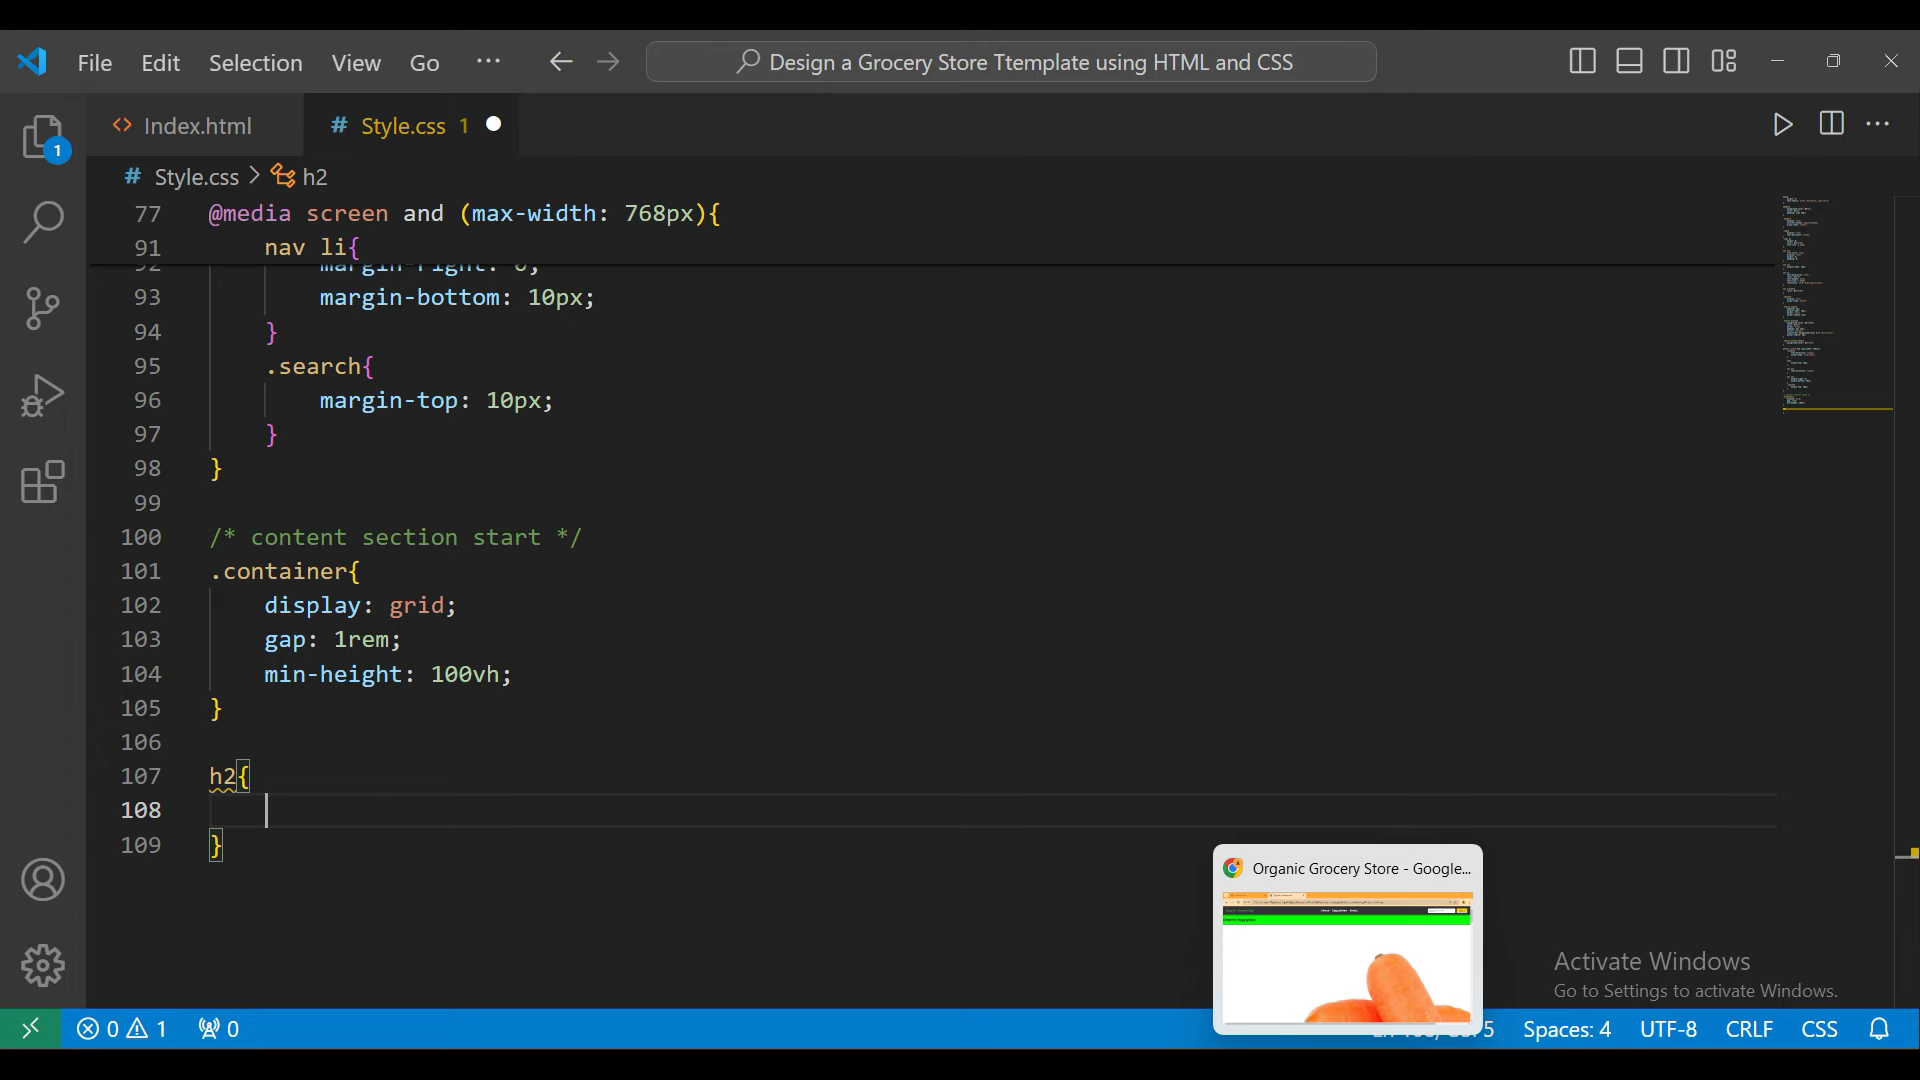 File Edit Selection View Go ···
Design a Grocery Store Ttemplate using HTML and CSS
<> Index.html
# Style.css 1
# Style.css > h2
1
77 @media screen and (max-width: 768px){
91 nav li{
93 margin-bottom: 10px;
94 }
95 .search{
96 margin-top: 10px;
97 }
98 }
99
100 /* content section start */
101 .container{
102 display: grid;
103 gap: 1rem;
104 min-height: 100vh;
105 }
106
107 h2{
108
109 }
Organic Grocery Store - Google...
Activate Windows
Go to Settings to activate Windows.
0 1 0
Spaces: 4 UTF-8 CRLF CSS